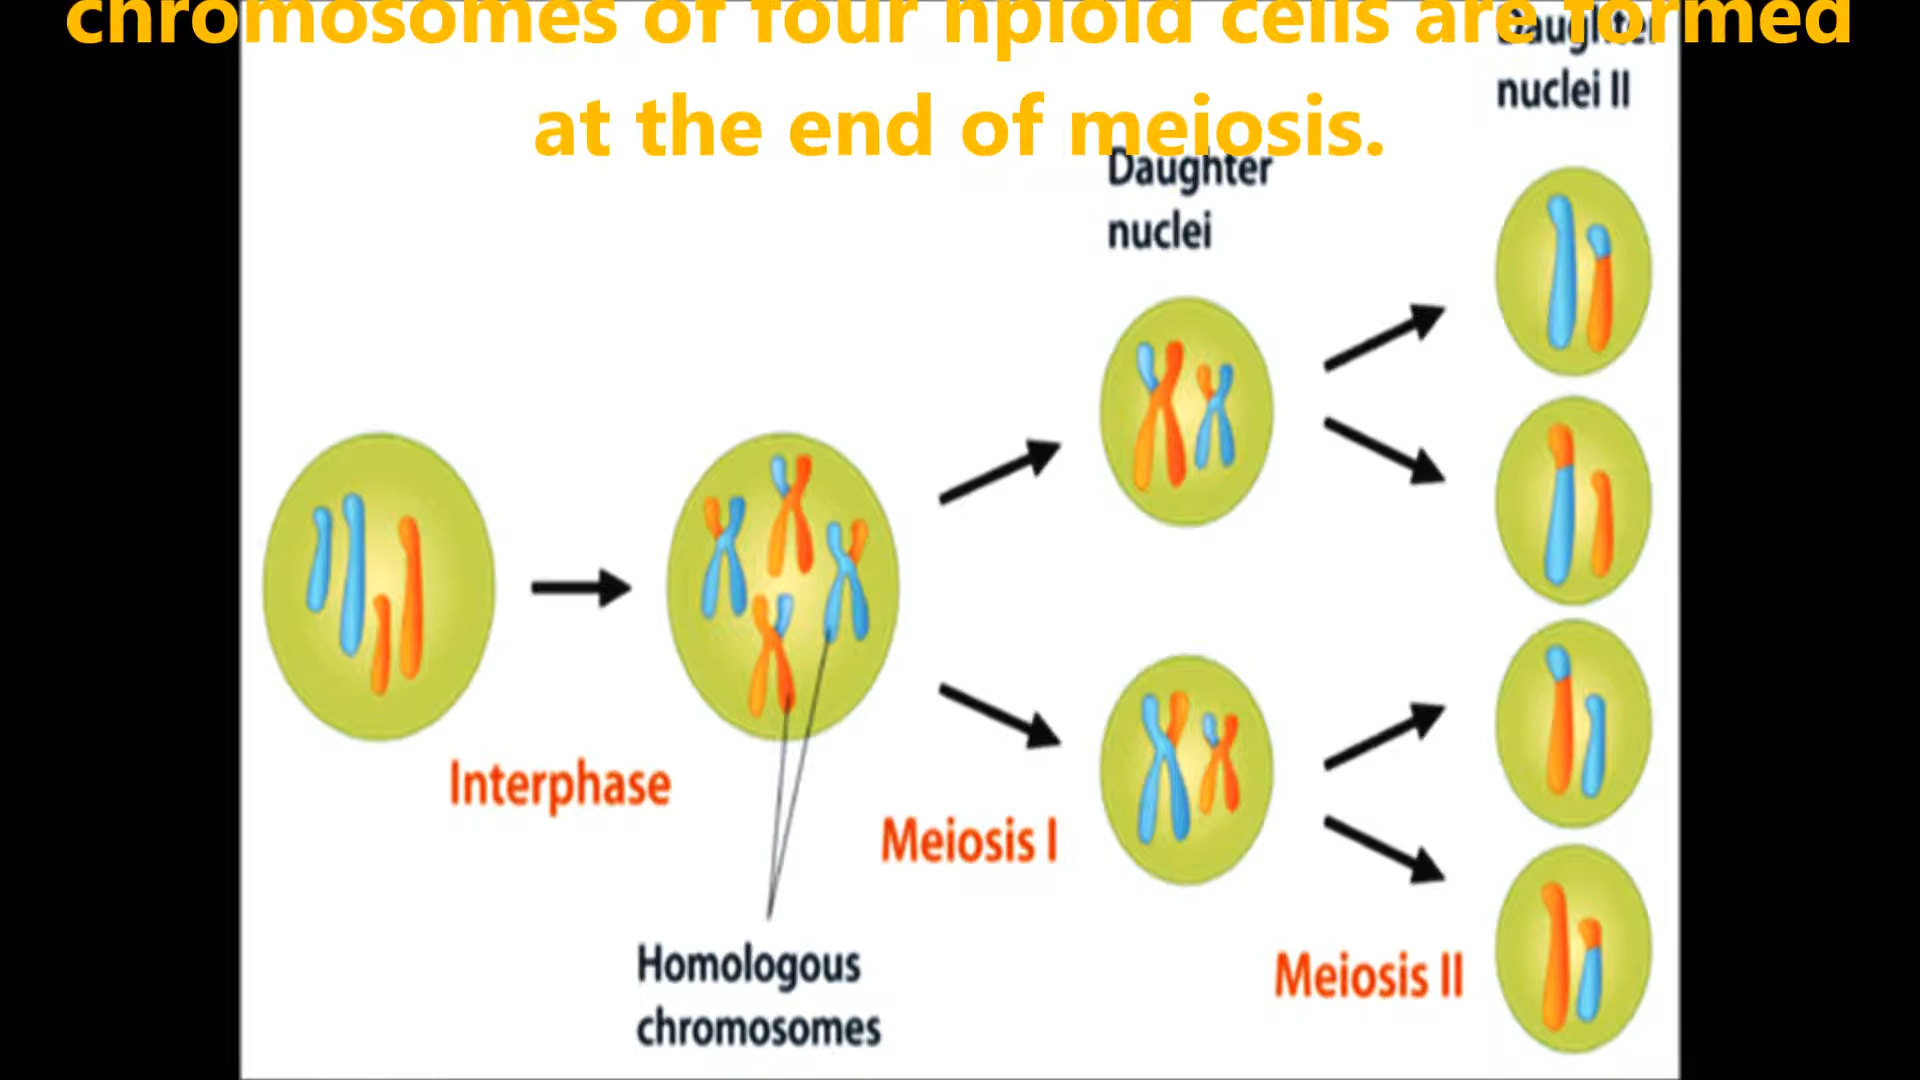 chromosomes of four hploid cells are formed
at the end of meiosis.
Daughter
nuclei II
Daughter
nuclei
Interphase
Meiosis I
Homologous
chromosomes
Meiosis II